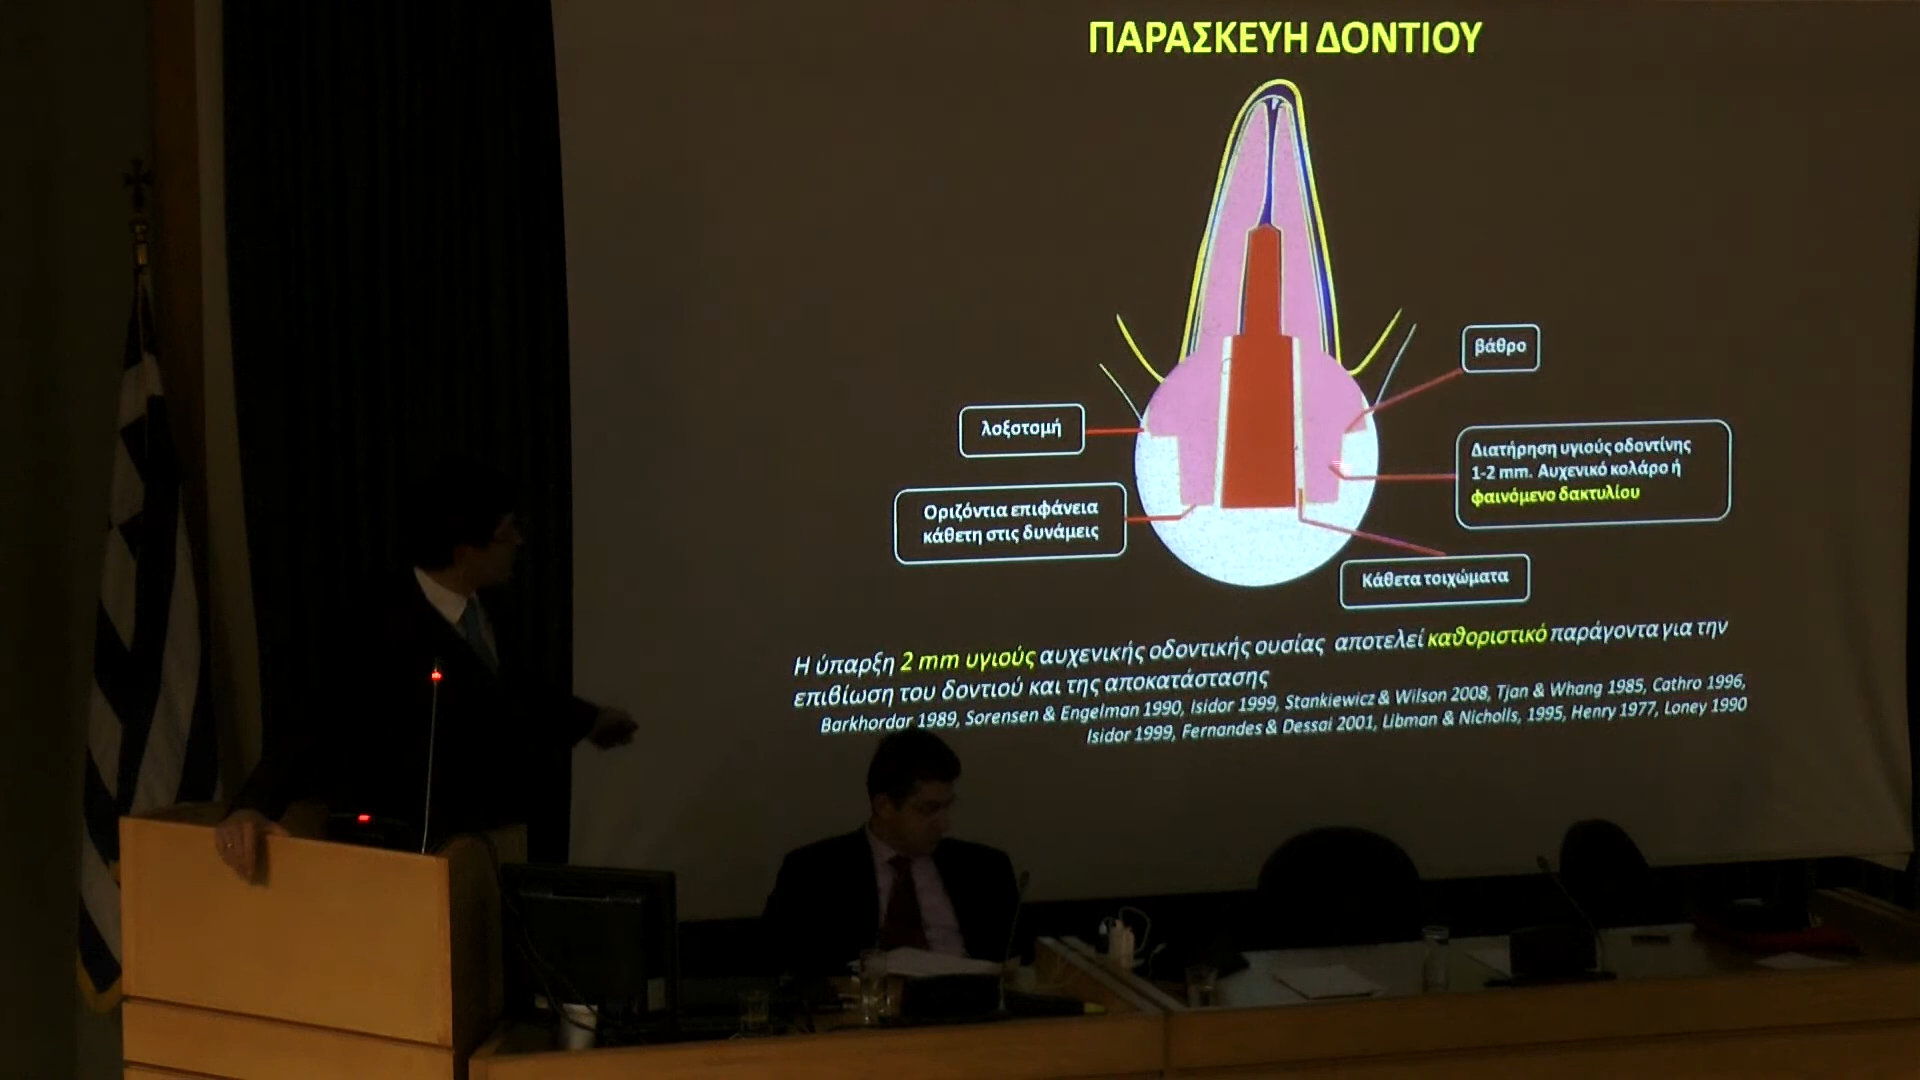 ΠΑΡΑΣΚΕΥΗ ΔΟΝΤΙΟΥ
βάθρο
λοξοτομή
Διατήρηση υγιούς οδοντίνης
1-2 mm. Αυχενικό κολάρο ή
φαινόμενο δακτυλίου
Οριζόντια επιφάνεια
κάθετη στις δυνάμεις
Κάθετα τοιχώματα
Η ύπαρξη 2 mm υγιούς αυχενικής οδοντικής ουσίας αποτελεί καθοριστικό παράγοντα για την
επιβίωση του δοντιού και της αποκατάστασης
Barkhordar 1989, Sorensen & Engelman 1990, Isidor 1999, Stankiewicz & Wilson 2008, Tjan & Whang 1985, Cathro 1996,
Isidor 1999, Fernandes & Dessai 2001, Libman & Nicholls, 1995, Henry 1977, Loney 1990